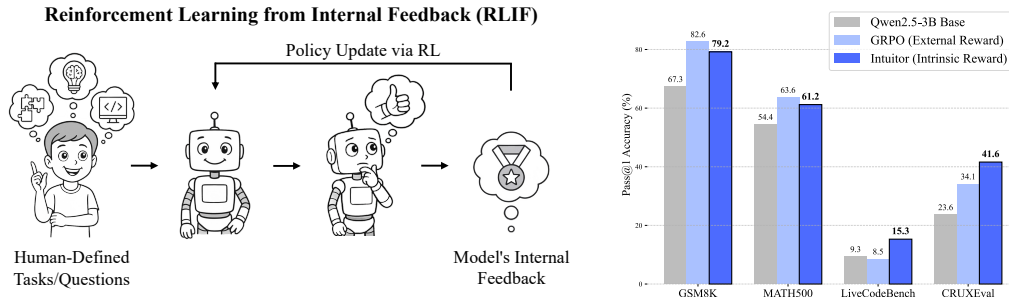 Reinforcement Learning from Internal Feedback (RLIF)
Policy Update via RL
Human-Defined
Tasks/Questions
Model's Internal
Feedback
Qwen2.5-3B Base
GRPO (External Reward)
Intuitor (Intrinsic Reward)
Pass@1 Accuracy (%)
80
60
40
20
0
67.3
82.6
79.2
54.4
63.6
61.2
9.3
8.5
15.3
23.6
34.1
41.6
GSM8K
MATH500
LiveCodeBench
CRUXEval